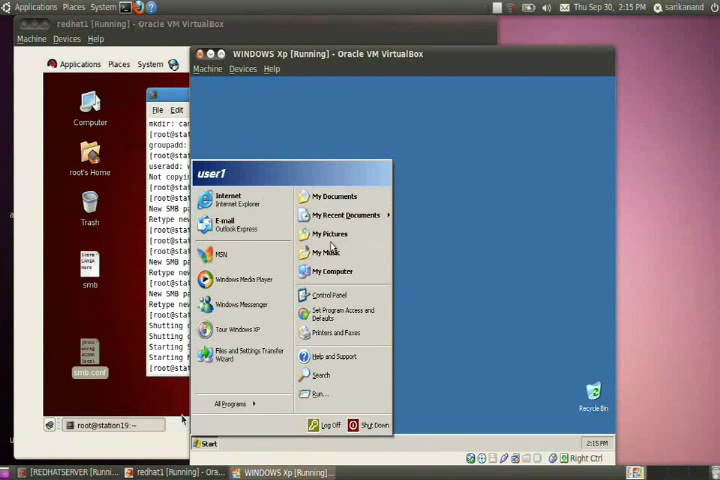 Applications Places System
Thu Sep 30, 2:15 PM
sarikanand
redhat1 [Running] - Oracle VM VirtualBox
Machine Devices Help
WINDOWS Xp [Running] - Oracle VM VirtualBox
Machine Devices Help
Applications Places System
Computer
root's Home
Trash
smb
smb.conf
File Edit
mkdir: can
[root@stat
[root@stat
groupadd:
[root@stat
useradd: w
Not copyin
[root@stat
[root@stat
New SMB pa
Retype new
[root@stat
New SMB pa
Retype new
[root@stat
New SMB pa
Retype new
[root@stat
Shutting d
Shutting d
Starting S
Starting N
[root@stat
user1
Internet
Internet Explorer
E-mail
Outlook Express
MSN
Windows Media Player
Windows Messenger
Tour Windows XP
Files and Settings Transfer
Wizard
All Programs
My Documents
My Recent Documents
My Pictures
My Music
My Computer
Control Panel
Set Program Access and
Defaults
Printers and Faxes
Help and Support
Search
Run...
Log Off
Shut Down
Recycle Bin
root@station19:~
Start
2:15 PM
Right Ctrl
[REDHATSERVER [Runni...
redhat1 [Running] - Ora...
WINDOWS Xp [Running]...